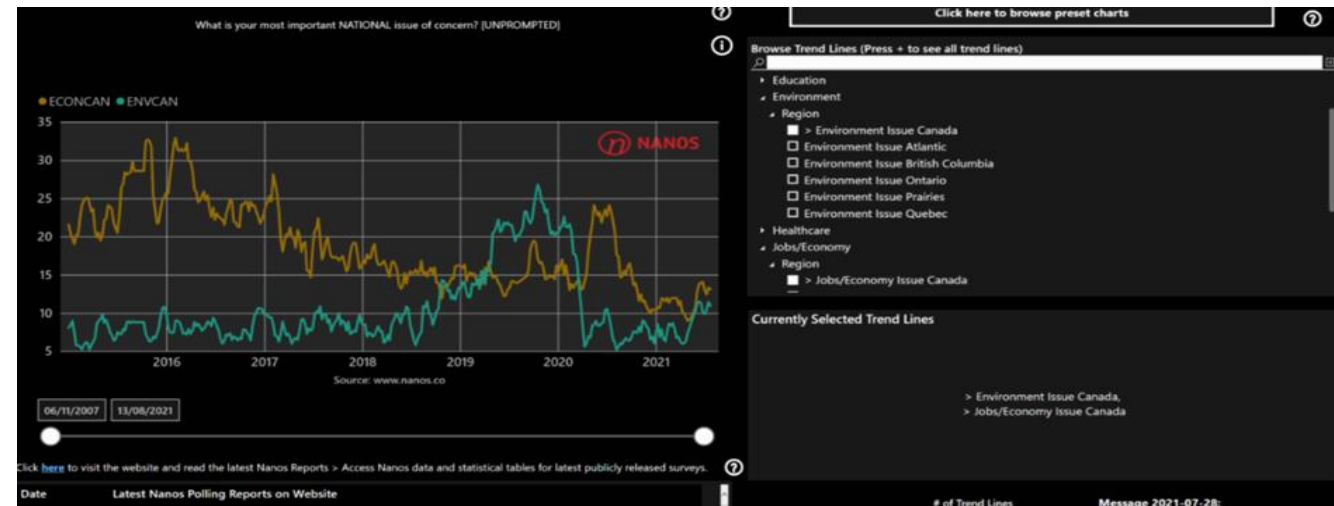 What is your most important NATIONAL issue of concern? [UNPROMPTED]
ECONCAN ENVCAN
35
30
25
20
15
10
5
NANOS
2016 2017 2018 2019 2020 2021
Source: www.nanos.co
06/11/2007 13/08/2021
Click here to visit the website and read the latest Nanos Reports > Access Nanos data and statistical tables for latest publicly released surveys.
Date Latest Nanos Polling Reports on Website
Click here to browse preset charts
Browse Trend Lines (Press + to see all trend lines)
Education
Environment
Region
> Environment Issue Canada
Environment Issue Atlantic
Environment Issue British Columbia
Environment Issue Ontario
Environment Issue Prairies
Environment Issue Quebec
Healthcare
Jobs/Economy
Region
> Jobs/Economy Issue Canada
Currently Selected Trend Lines
> Environment Issue Canada,
> Jobs/Economy Issue Canada
# of Trend Lines Message 2021-07-28: